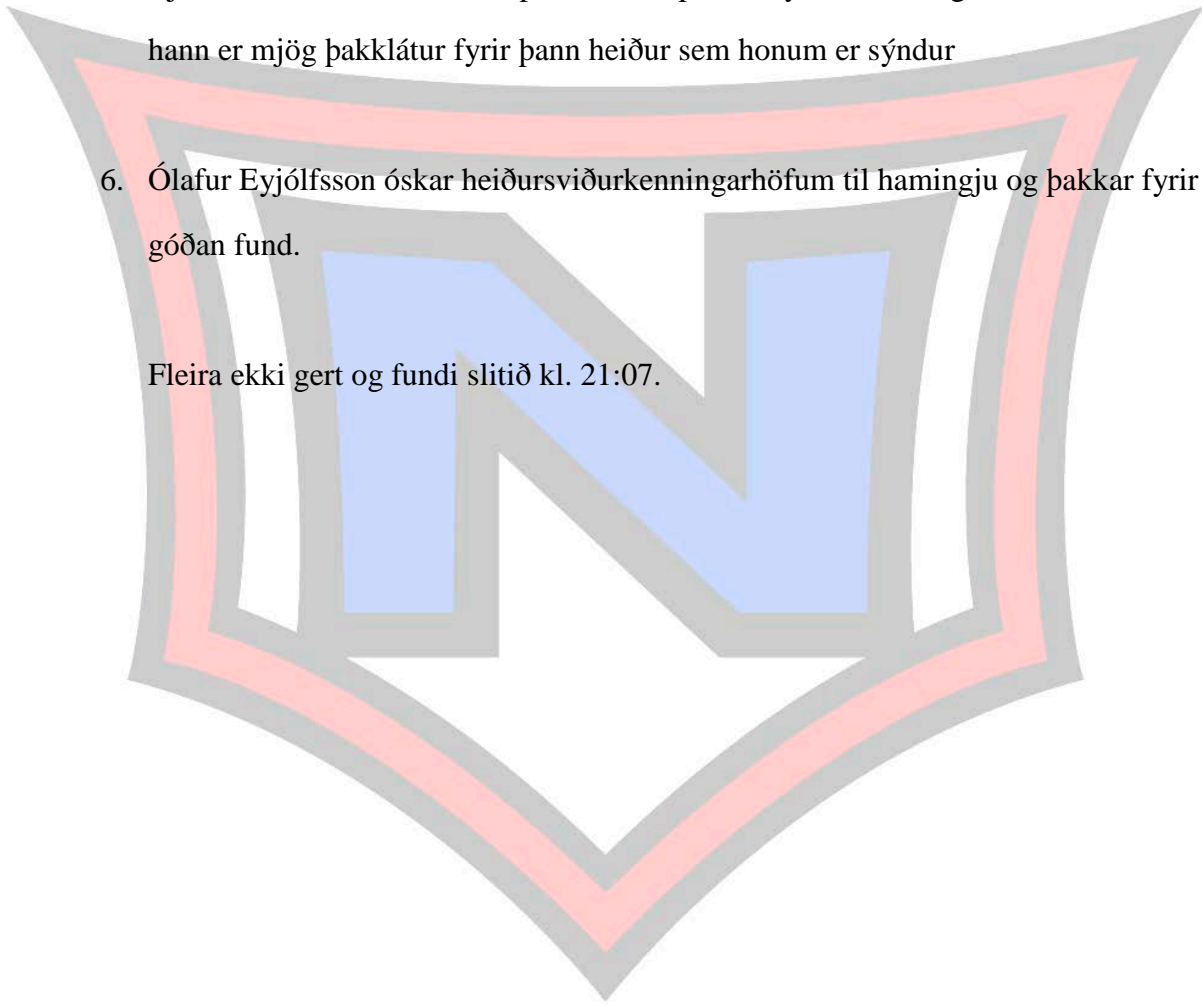 hann er mjög þakklátur fyrir þann heiður sem honum er sýndur
6. Ólafur Eyjólfsson óskar heiðursviðurkenningarhöfum til hamingju og þakkar fyrir
góðan fund.
Fleira ekki gert og fundi slitið kl. 21:07.
N